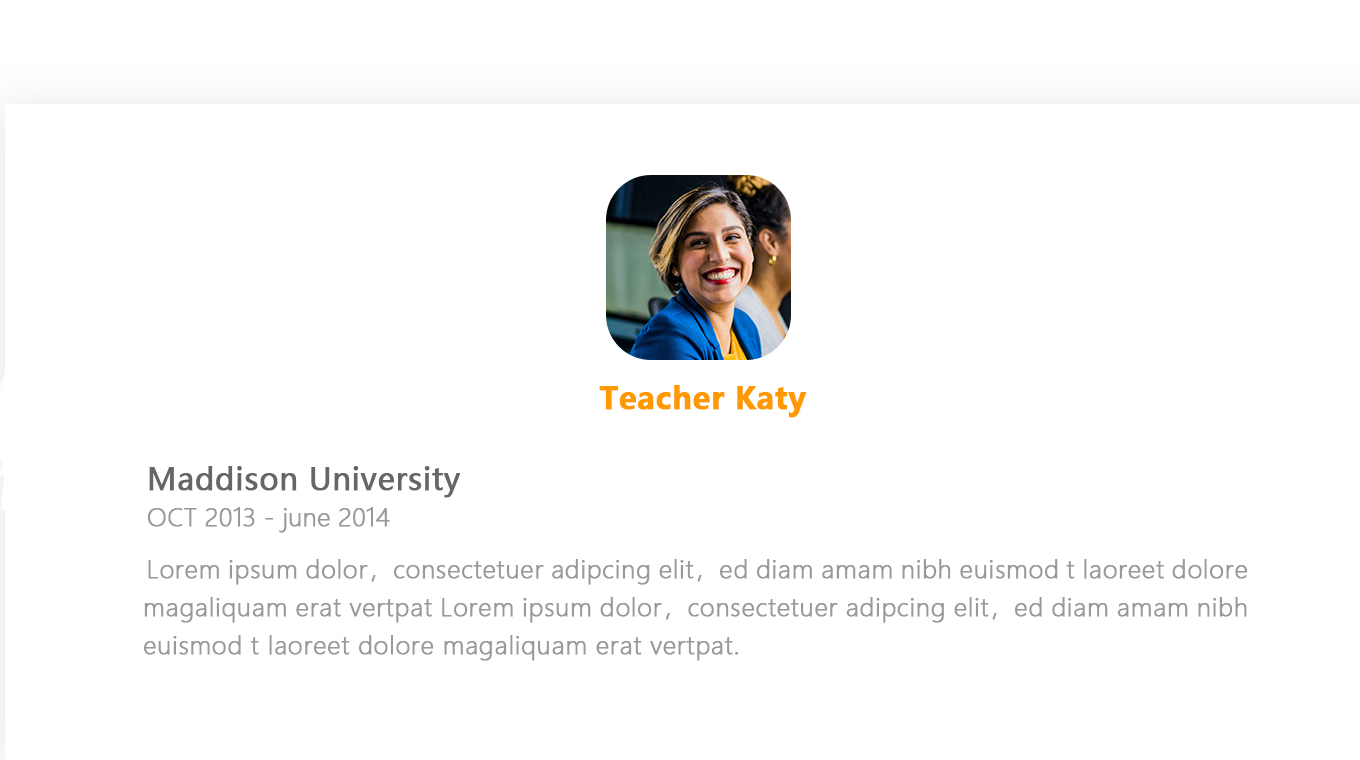 Teacher Katy
Maddison University
OCT 2013 - june 2014
Lorem ipsum dolor，consectetuer adipcing elit，ed diam amam nibh euismod t laoreet dolore
magaliquam erat vertpat Lorem ipsum dolor，consectetuer adipcing elit，ed diam amam nibh
euismod t laoreet dolore magaliquam erat vertpat.